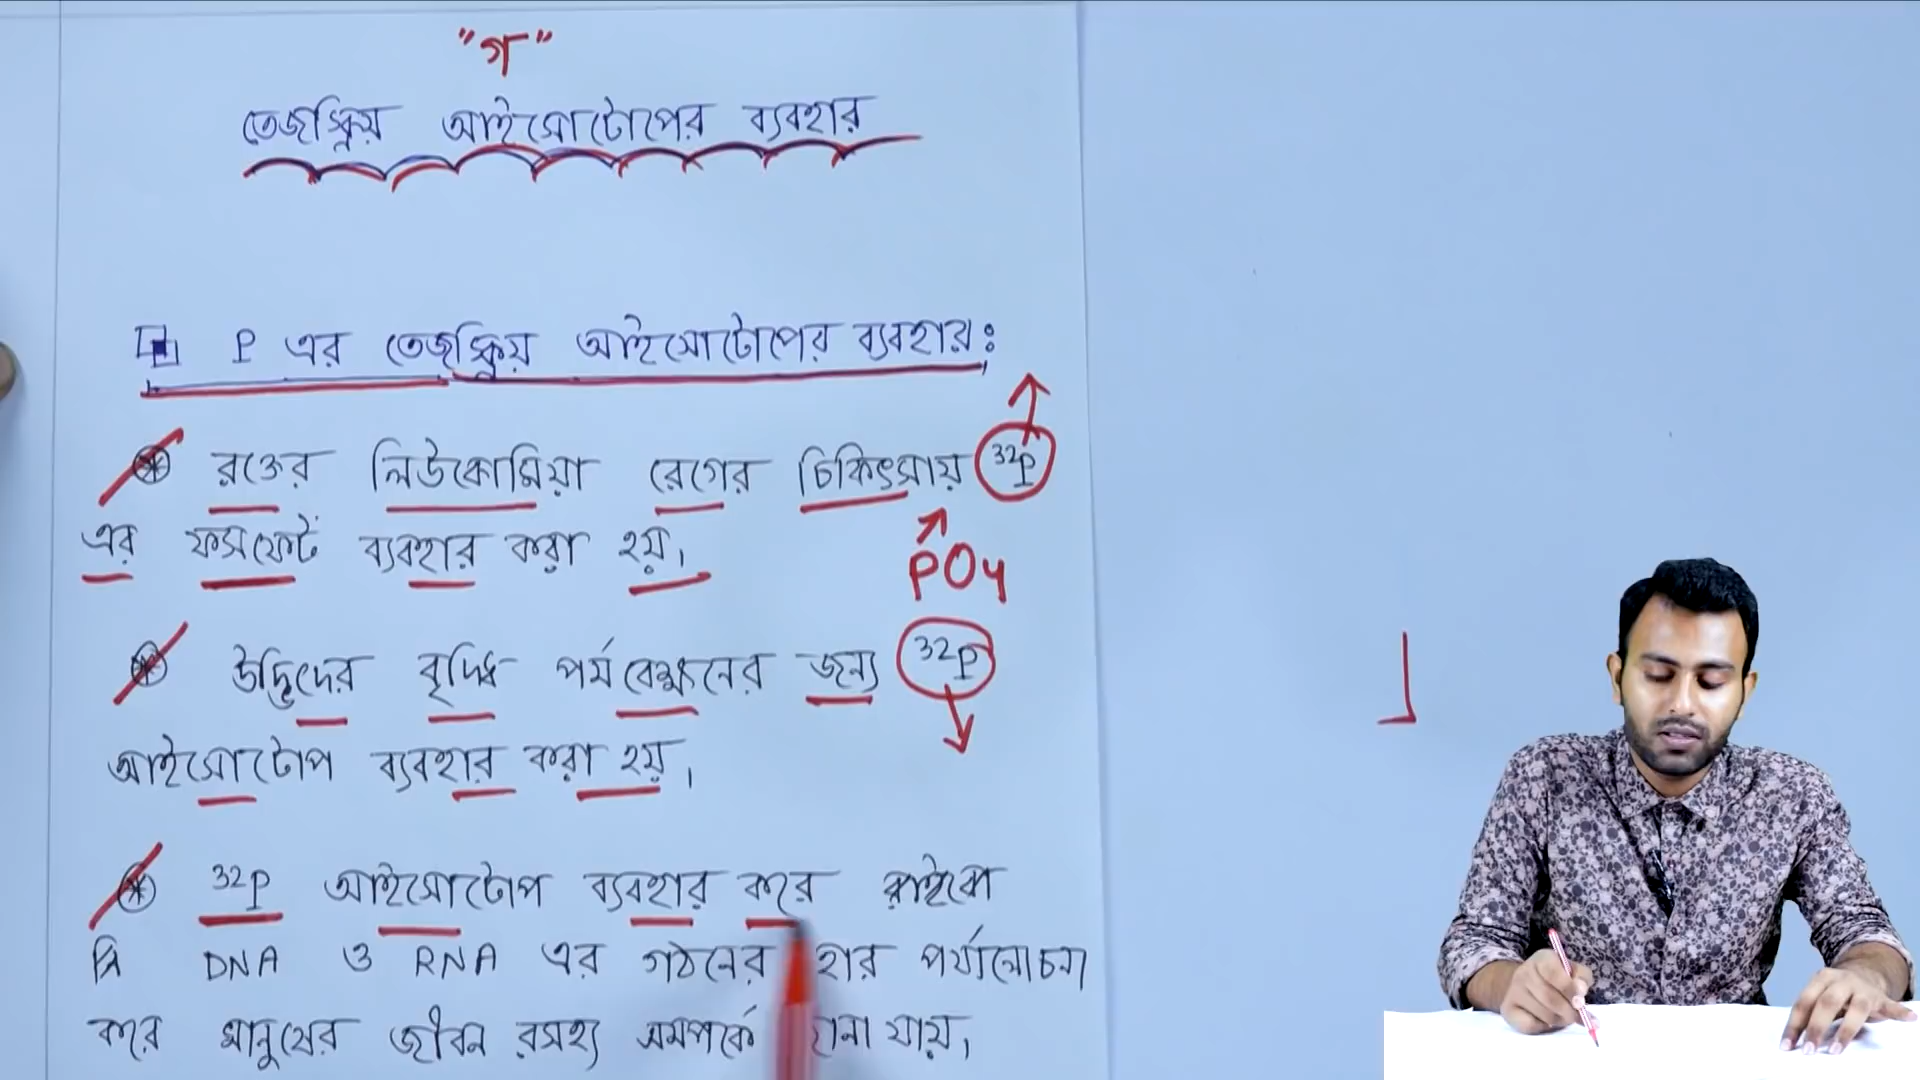 "গ"
তেজস্ক্রিয় আইসোটোপের ব্যবহার
P এর তেজস্ক্রিয় আইসোটোপের ব্যবহার:
রক্তের লিউকোমিয়া রেগের চিকিৎসায় ³²P
এর ফসফেট ব্যবহার করা হয়।
PO4
উদ্ভিদের বৃদ্ধি পর্যবেক্ষনের জন্য ³²P
আইসোটোপ ব্যবহার করা হয়।
³²P আইসোটোপ ব্যবহার করে রাইবো
DNA ও RNA এর গঠনের হার পর্যালোচনা
করে মানুষের জীবন রসহ্য সম্পর্কে যায়।